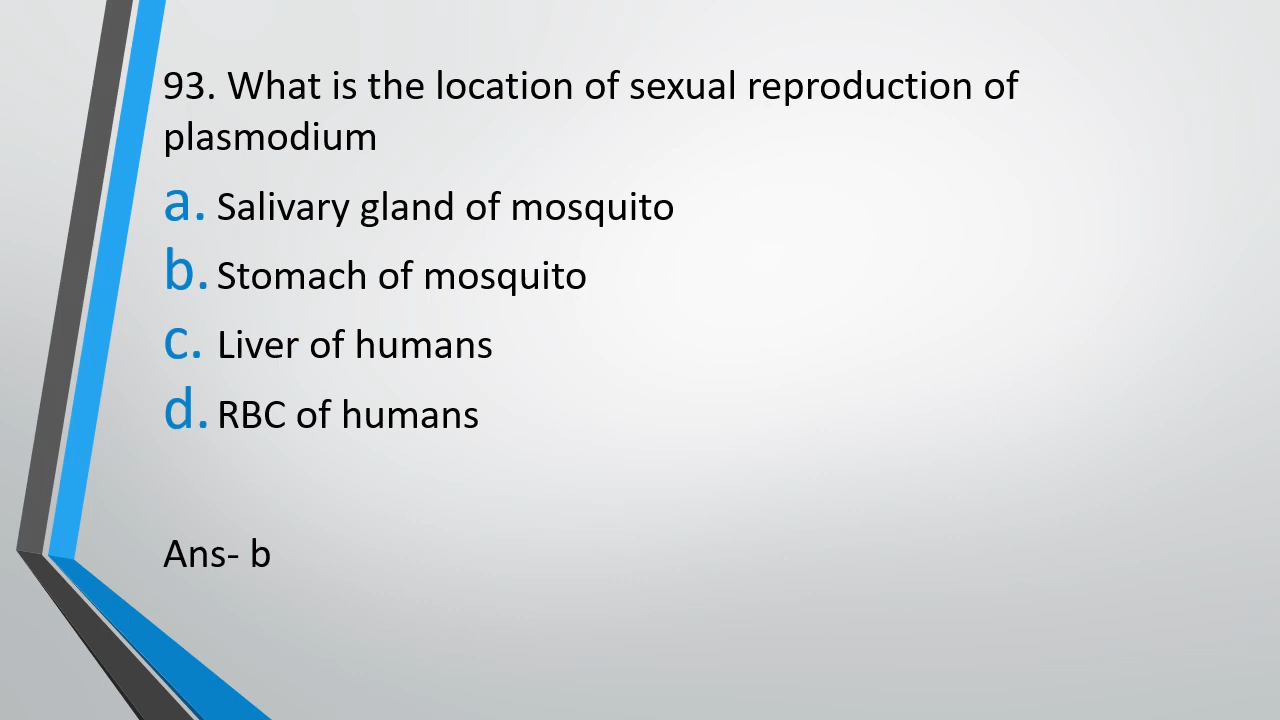 93. What is the location of sexual reproduction of
plasmodium
a. Salivary gland of mosquito
b. Stomach of mosquito
c. Liver of humans
d. RBC of humans
Ans- b